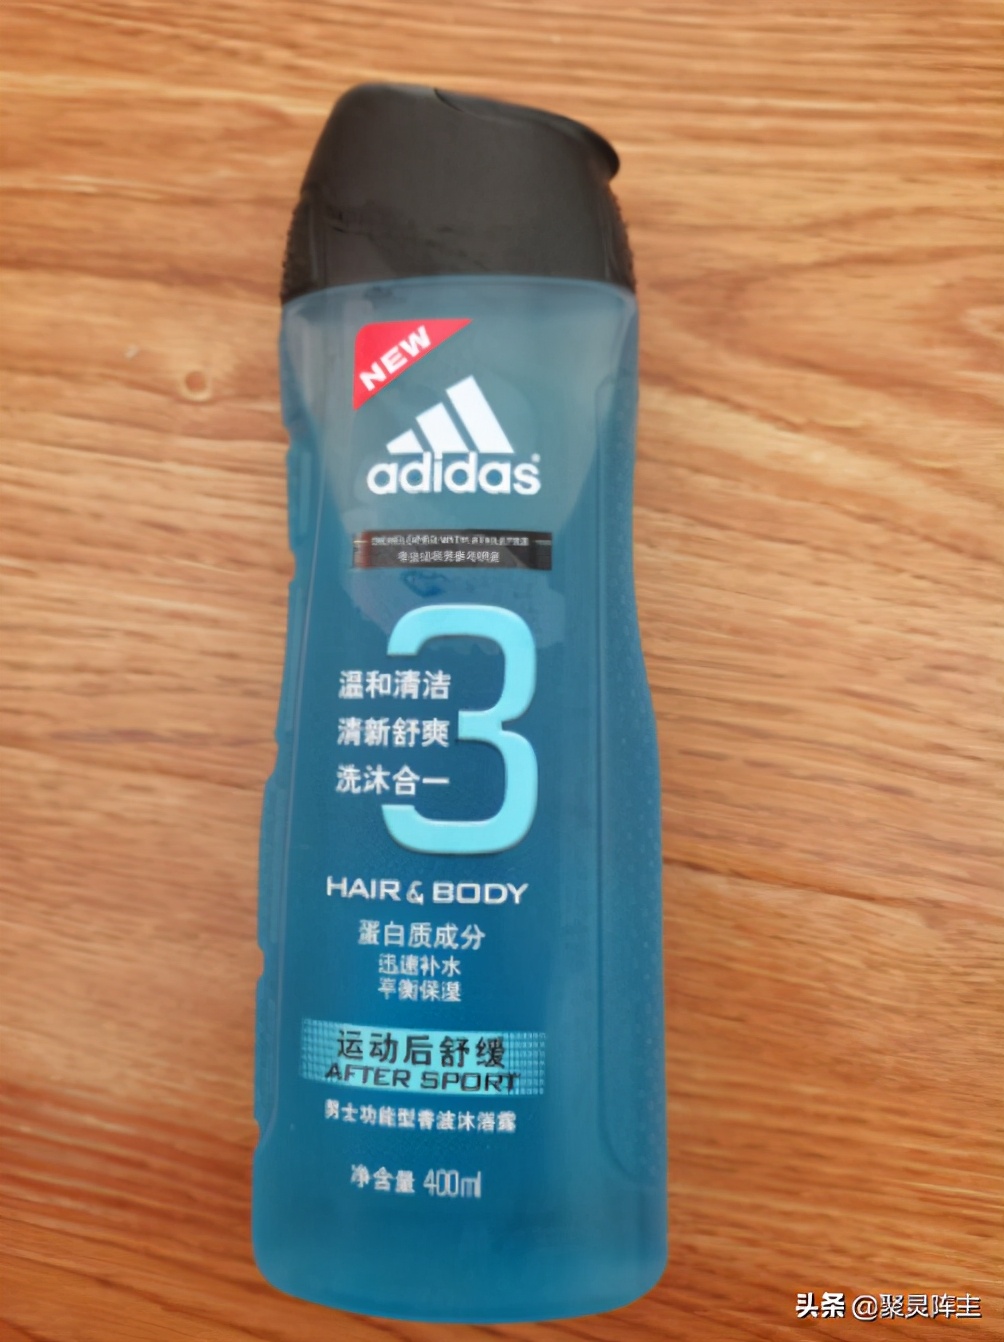 NEW
adidas
温和清洁
清新舒爽
洗沐合一
3
HAIR & BODY
蛋白质成分
迅速补水
平衡保湿
运动后舒缓
AFTER SPORT
男士功能型香波沐浴露
净含量 400ml
头条 @聚灵阵主